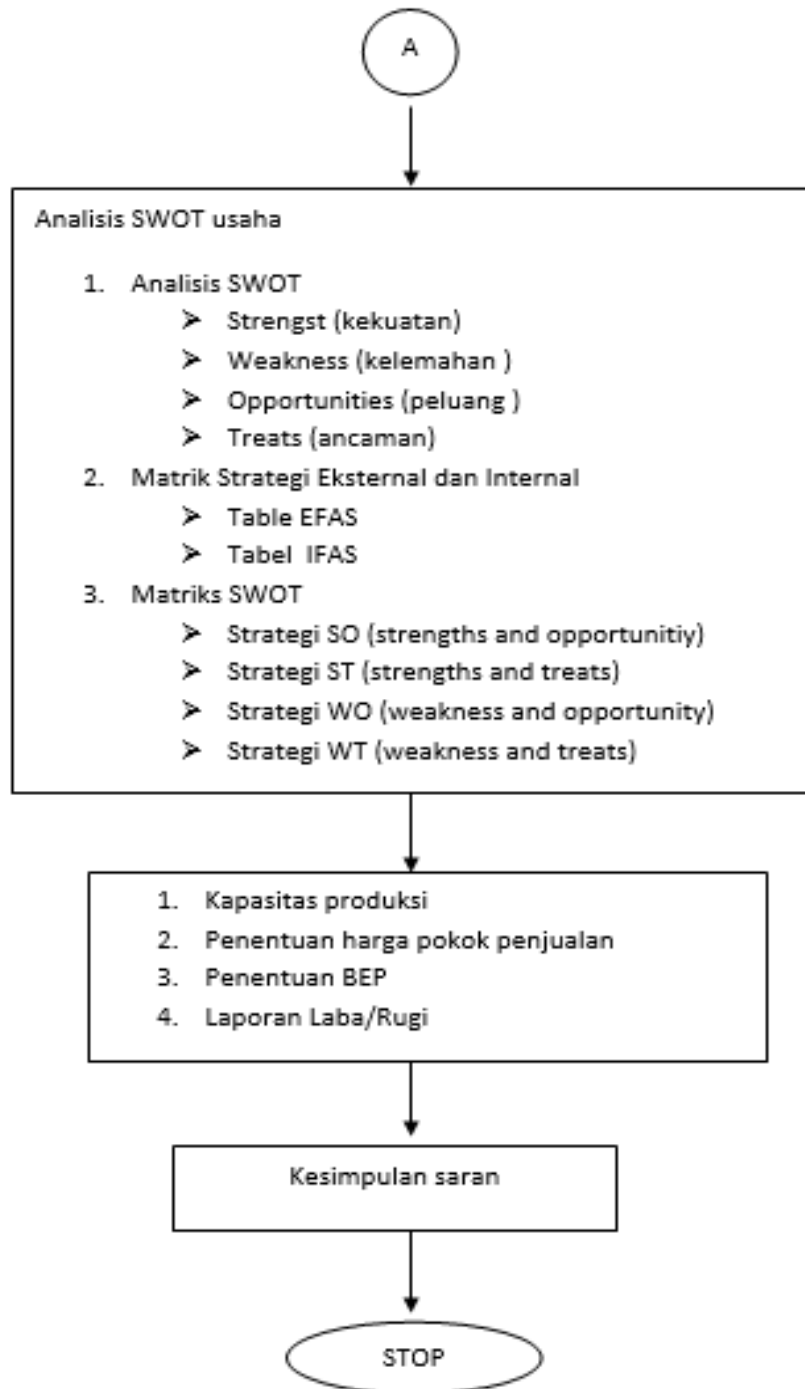 A
Analisis SWOT usaha
1. Analisis SWOT
➤ Strengst (kekuatan)
➤ Weakness (kelemahan )
➤ Opportunities (peluang )
➤ Treats (ancaman)
2. Matrik Strategi Eksternal dan Internal
➤ Table EFAS
➤ Tabel  IFAS
3. Matriks SWOT
➤ Strategi SO (strengths and opportunitiy)
➤ Strategi ST (strengths and treats)
➤ Strategi WO (weakness and opportunity)
➤ Strategi WT (weakness and treats)
1. Kapasitas produksi
2. Penentuan harga pokok penjualan
3. Penentuan BEP
4. Laporan Laba/Rugi
Kesimpulan saran
STOP